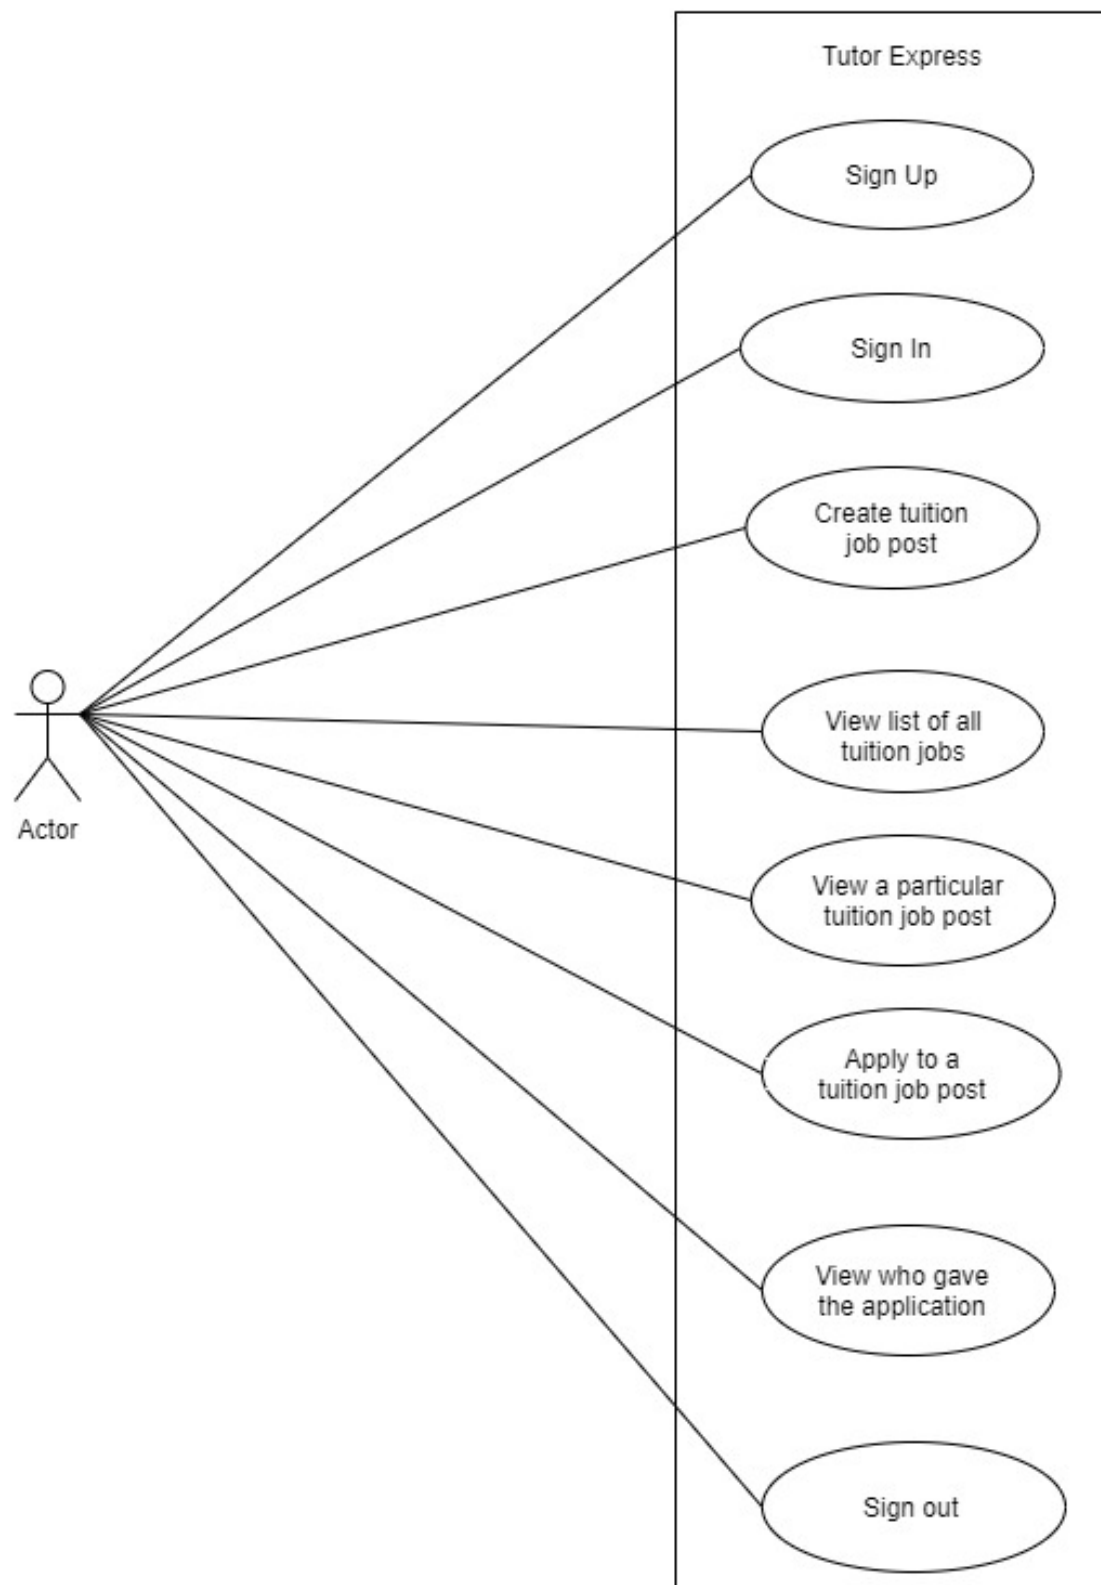 Tutor Express
Sign Up
Sign In
Create tuition
job post
View list of all
tuition jobs
Actor
View a particular
tuition job post
Apply to a
tuition job post
View who gave
the application
Sign out